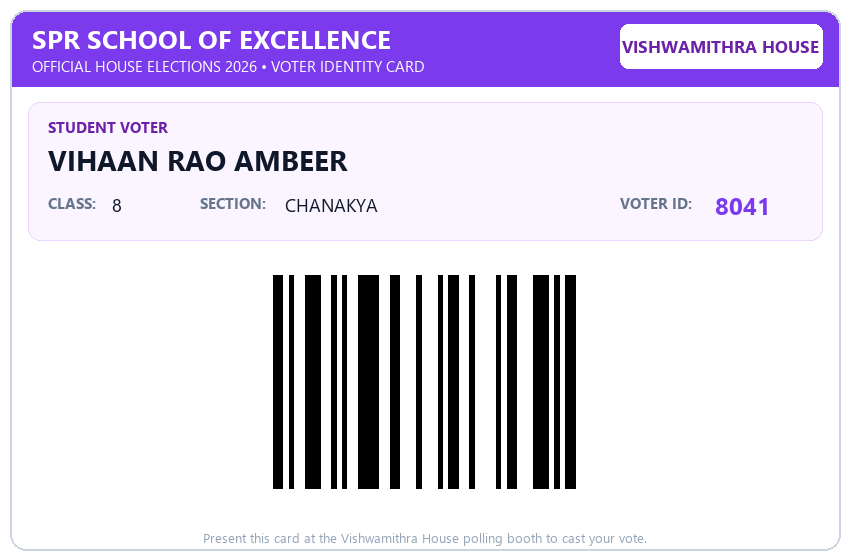 SPR SCHOOL OF EXCELLENCE
OFFICIAL HOUSE ELECTIONS 2026 • VOTER IDENTITY CARD
VISHWAMITHRA HOUSE
STUDENT VOTER
VIHAAN RAO AMBEER
CLASS: 8 SECTION: CHANAKYA VOTER ID: 8041
Present this card at the Vishwamithra House polling booth to cast your vote.